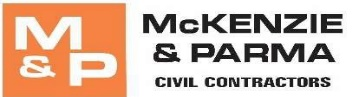 M
& P
McKENZIE
& PARMA
CIVIL CONTRACTORS